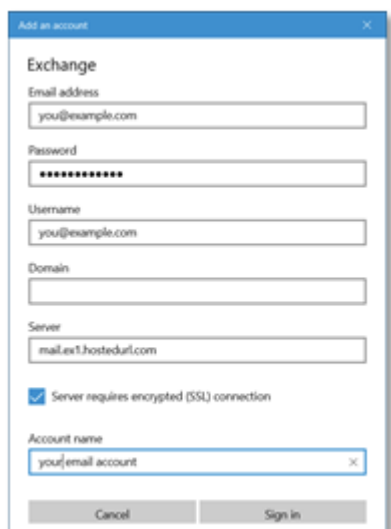 Add an account
Exchange
Email address
you@example.com
Password
••••••••••••
Username
you@example.com
Domain
Server
mail.ex1.hostedurl.com
Server requires encrypted (SSL) connection
Account name
your email account
Cancel Sign in